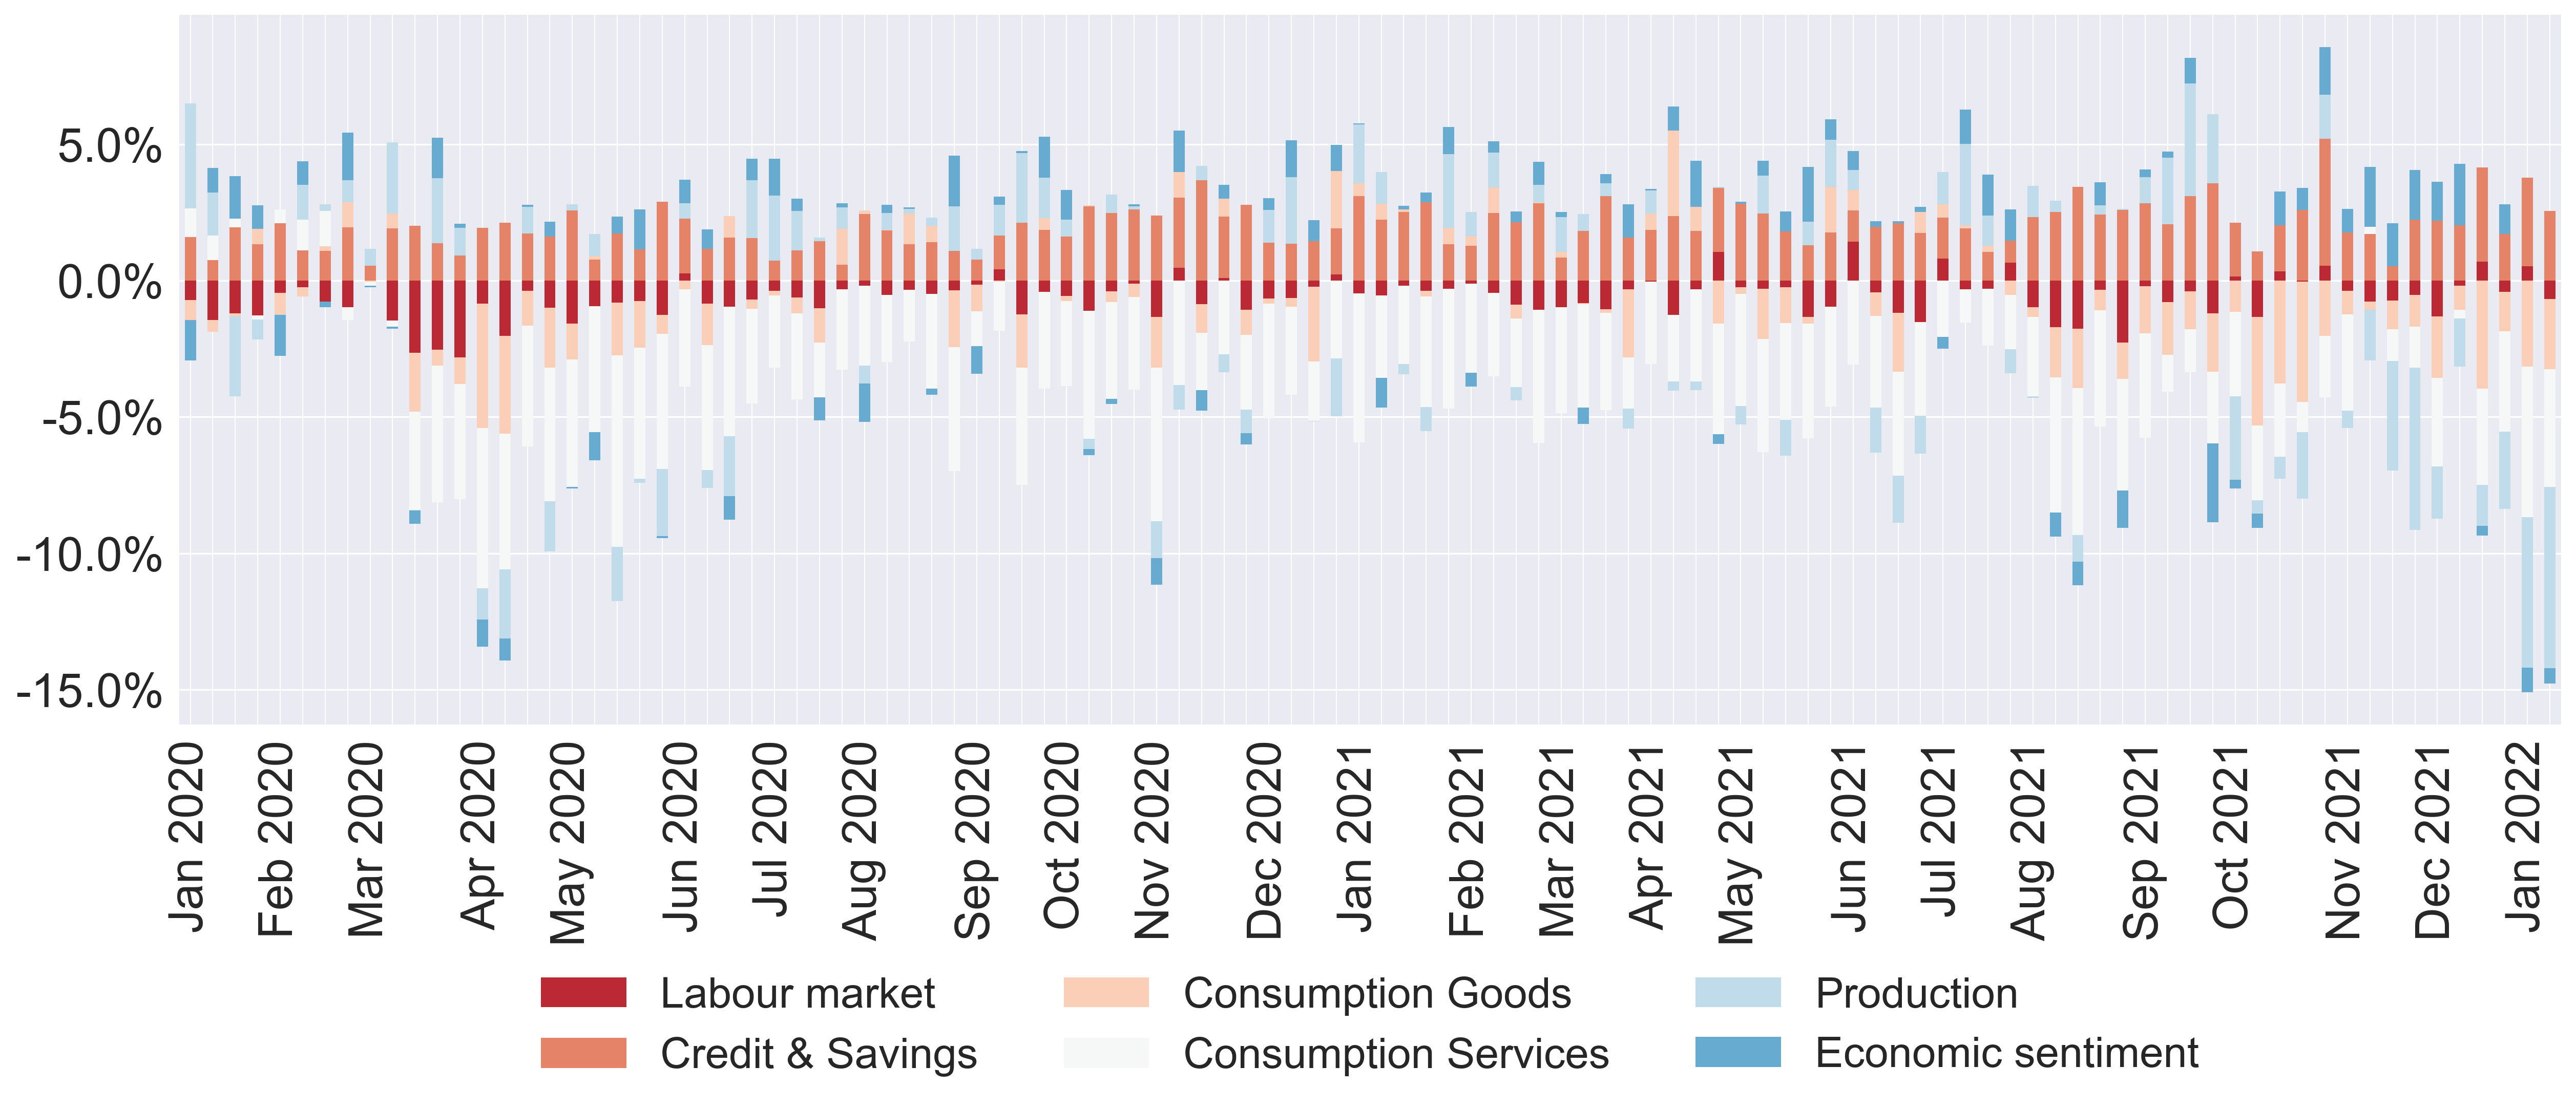 5.0%
0.0%
-5.0%
-10.0%
-15.0%
Jan 2020
Feb 2020
Mar 2020
Apr 2020
May 2020
Jun 2020
Jul 2020
Aug 2020
Sep 2020
Oct 2020
Nov 2020
Dec 2020
Jan 2021
Feb 2021
Mar 2021
Apr 2021
May 2021
Jun 2021
Jul 2021
Aug 2021
Sep 2021
Oct 2021
Nov 2021
Dec 2021
Jan 2022
Labour market
Consumption Goods
Production
Credit & Savings
Consumption Services
Economic sentiment